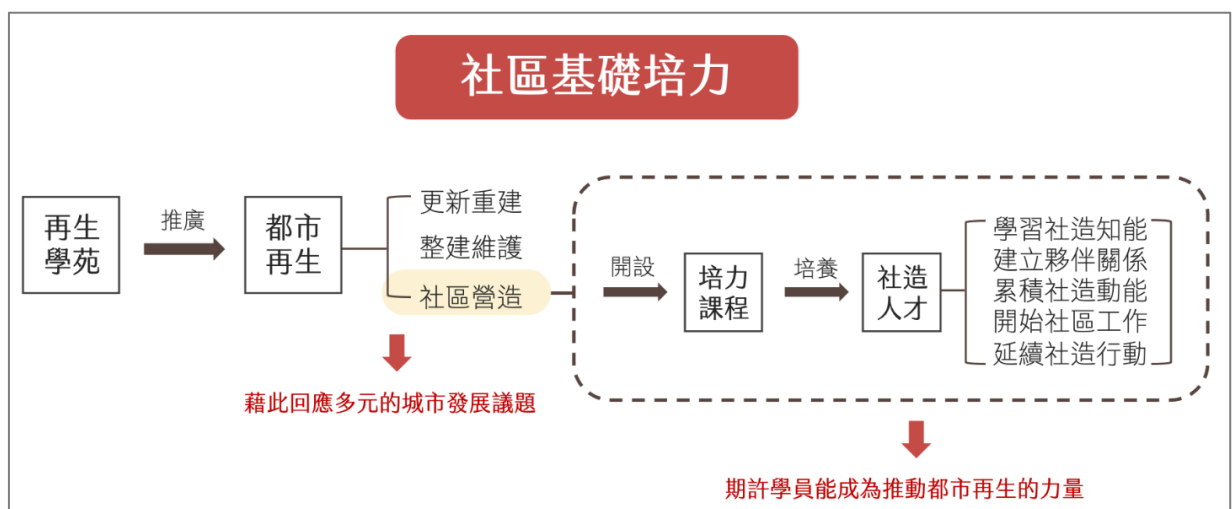 社區基礎培力
再生
學苑
推廣
都市
再生
更新重建
整建維護
社區營造
開設
培力
課程
培養
社造
人才
學習社造知能
建立夥伴關係
累積社造動能
開始社區工作
延續社造行動
藉此回應多元的城市發展議題
期許學員能成為推動都市再生的力量